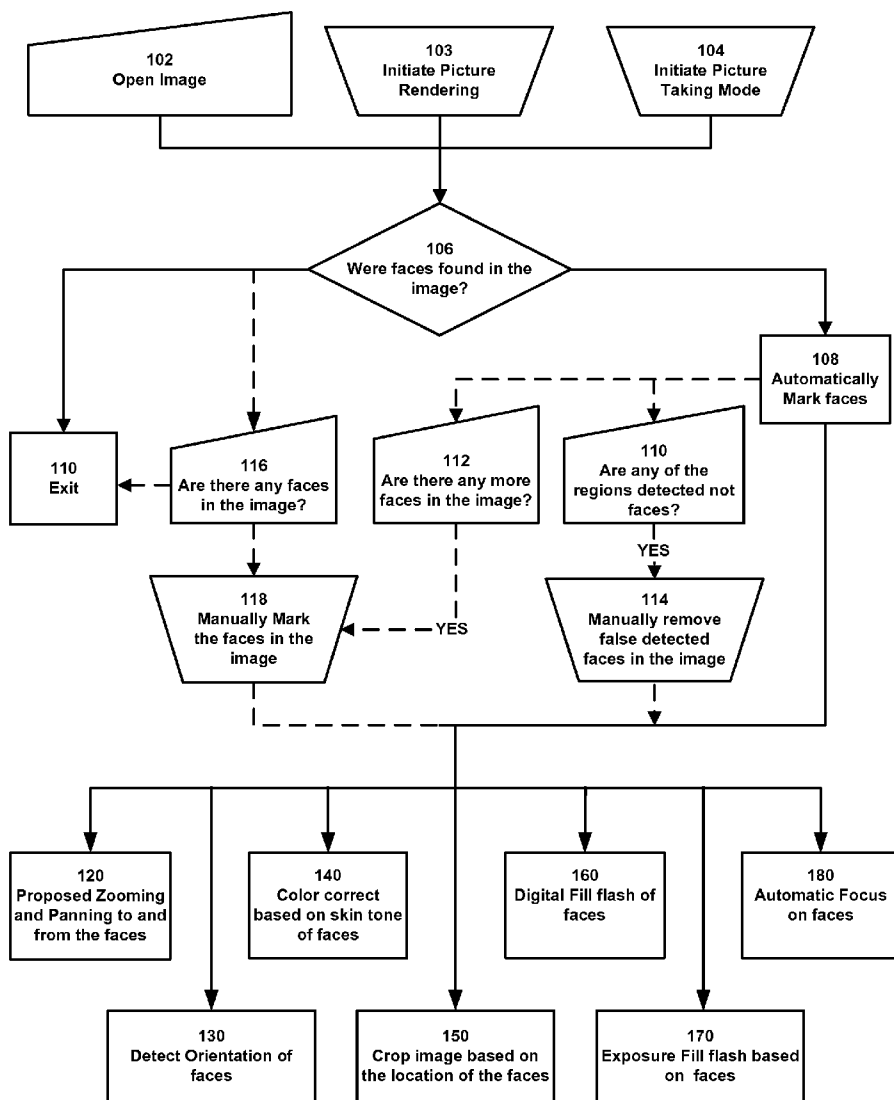 102
Open Image
103
Initiate Picture
Rendering
104
Initiate Picture
Taking Mode
106
Were faces found in the
image?
108
Automatically
Mark faces
110
Exit
116
Are there any faces
in the image?
112
Are there any more
faces in the image?
110
Are any of the
regions detected not
faces?
YES
118
Manually Mark
the faces in the
image
YES
114
Manually remove
false detected
faces in the image
120
Proposed Zooming
and Panning to and
from the faces
140
Color correct
based on skin tone
of faces
160
Digital Fill flash of
faces
180
Automatic Focus
on faces
130
Detect Orientation of
faces
150
Crop image based on
the location of the faces
170
Exposure Fill flash based
on faces